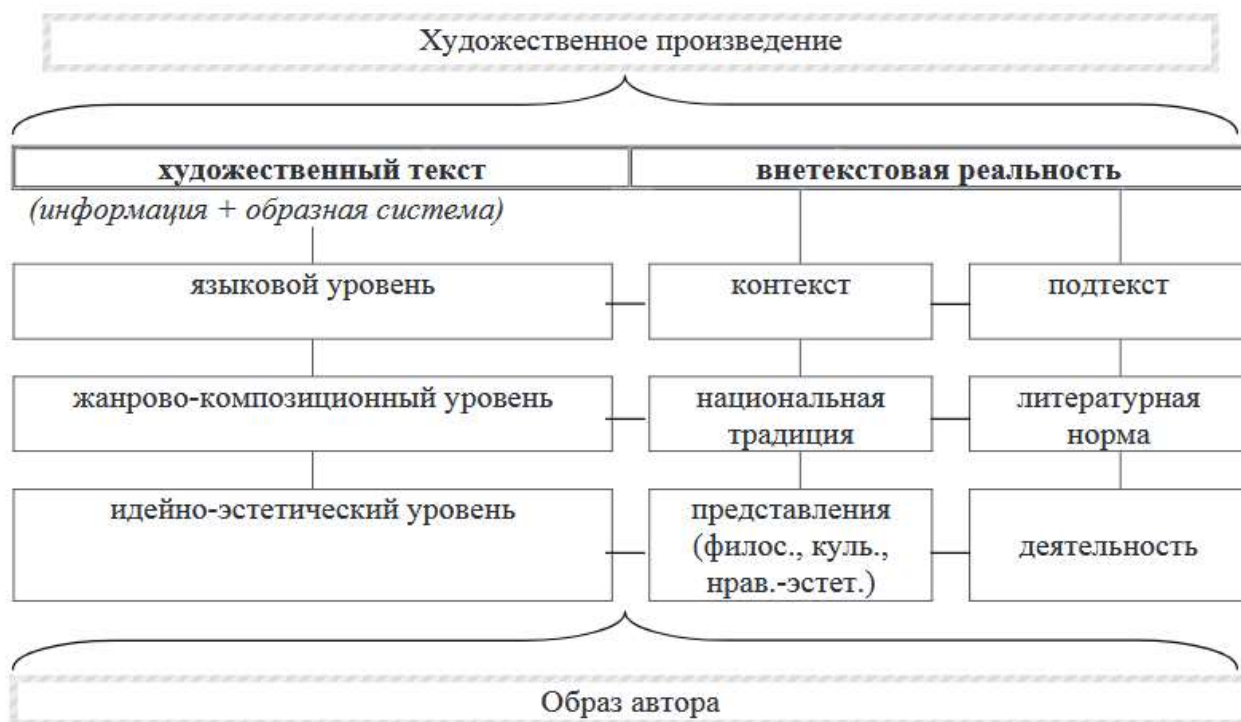 Художественное произведение
художественный текст
внетекстовая реальность
(информация + образная система)
языковой уровень
контекст
подтекст
жанрово-композиционный уровень
национальная
традиция
литературная
норма
идейно-эстетический уровень
представления
(филос., куль.,
нрав.-эстет.)
деятельность
Образ автора